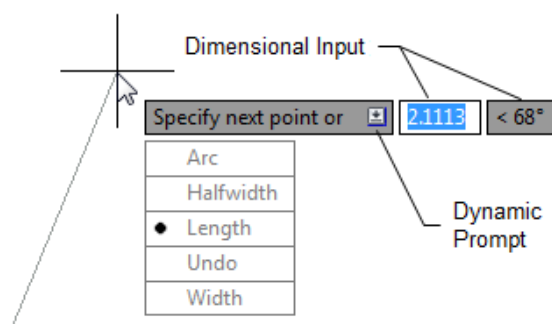 Dimensional Input
Specify next point or 2.1113 < 68°
Arc
Halfwidth
Length
Undo
Width
Dynamic
Prompt